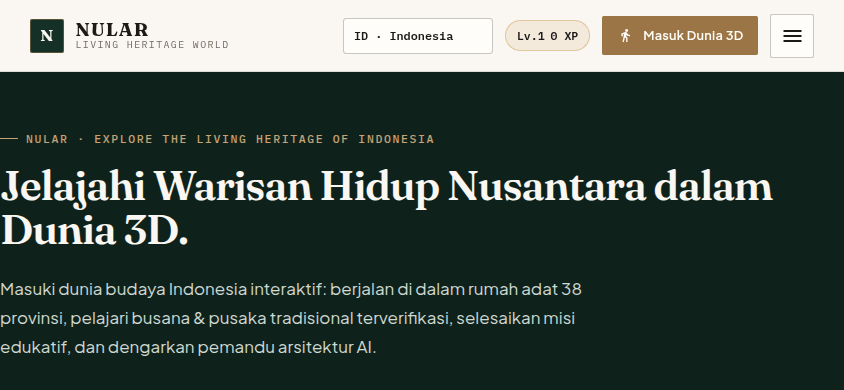 N
NULAR
LIVING HERITAGE WORLD
ID · Indonesia
Lv.1 0 XP
Masuk Dunia 3D
NULAR · EXPLORE THE LIVING HERITAGE OF INDONESIA
Jelajahi Warisan Hidup Nusantara dalam
Dunia 3D.
Masuki dunia budaya Indonesia interaktif: berjalan di dalam rumah adat 38
provinsi, pelajari busana & pusaka tradisional terverifikasi, selesaikan misi
edukatif, dan dengarkan pemandu arsitektur AI.